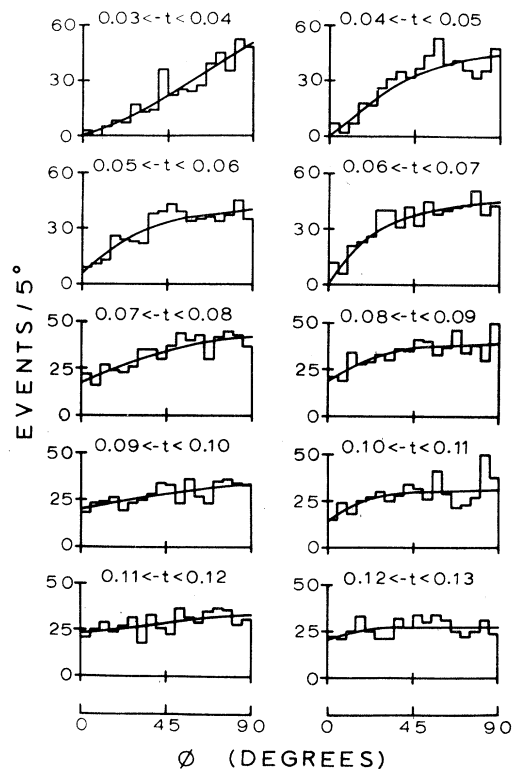 0.03<-t<0.04
0.04<-t<0.05
60
30
0
60
30
0
0.05<-t<0.06
0.06<-t<0.07
60
30
0
60
30
0
0.07<-t<0.08
0.08<-t<0.09
50
25
0
50
25
0
0.09<-t<0.10
0.10<-t<0.11
50
25
0
50
25
0
0.11<-t<0.12
0.12<-t<0.13
50
25
0
50
25
0
EVENTS/5°
0 45 90
0 45 90
Ø (DEGREES)